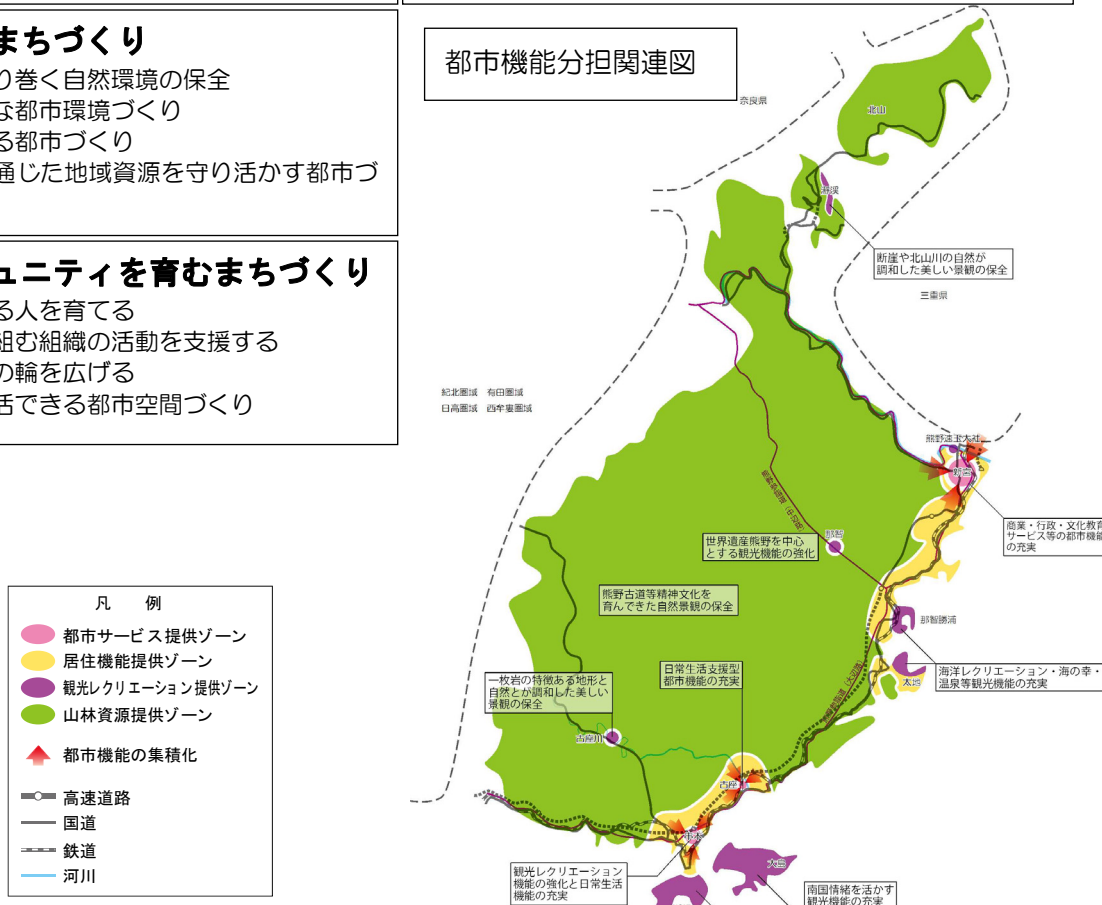 まちづくり
り巻く自然環境の保全
な都市環境づくり
る都市づくり
通じた地域資源を守り活かす都市づ
ュニティを育むまちづくり
る人を育てる
組む組織の活動を支援する
の輪を広げる
活できる都市空間づくり
都市機能分担関連図
奈良県
北山
瀞渓
断崖や北山川の自然が
調和した美しい景観の保全
三重県
紀北圏域 有田圏域
日高圏域 西牟婁圏域
熊野速玉大社
新宮
商業・行政・文化教育
サービス等の都市機能
の充実
那智
世界遺産熊野を中心
とする観光機能の強化
熊野古道等精神文化を
育んできた自然景観の保全
那智勝浦
海洋レクリエーション・海の幸・
温泉等観光機能の充実
太地
日常生活支援型
都市機能の充実
一枚岩の特徴ある地形と
自然とが調和した美しい
景観の保全
古座川
古座
串本
観光レクリエーション
機能の強化と日常生活
機能の充実
大島
南国情緒を活かす
観光機能の充実
凡 例
都市サービス提供ゾーン
居住機能提供ゾーン
観光レクリエーション提供ゾーン
山林資源提供ゾーン
都市機能の集積化
高速道路
国道
鉄道
河川